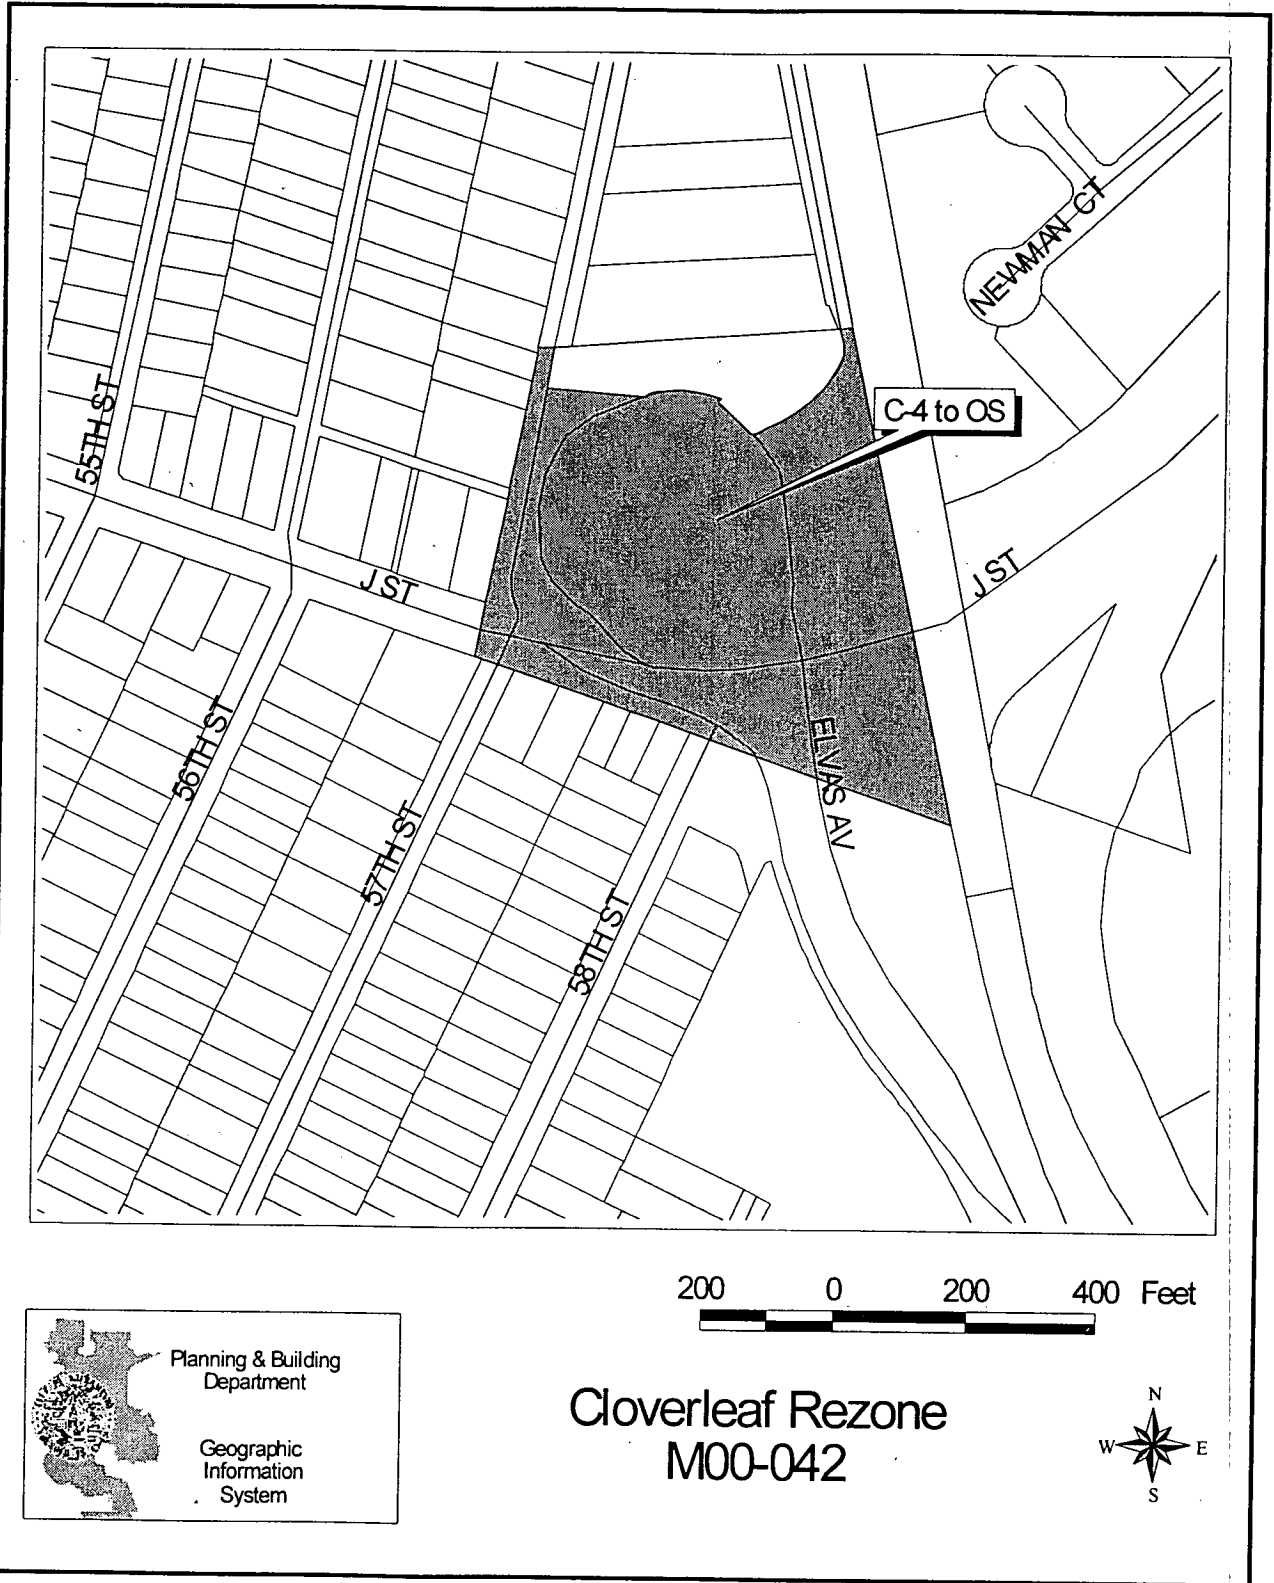 NEWMAN CT
55TH ST
C-4 to OS
J ST
J ST
56TH ST
ELVAS AV
57TH ST
58TH ST
200 0 200 400 Feet
Planning & Building
Department
Geographic
Information
System
Cloverleaf Rezone
M00-042
N
W E
S